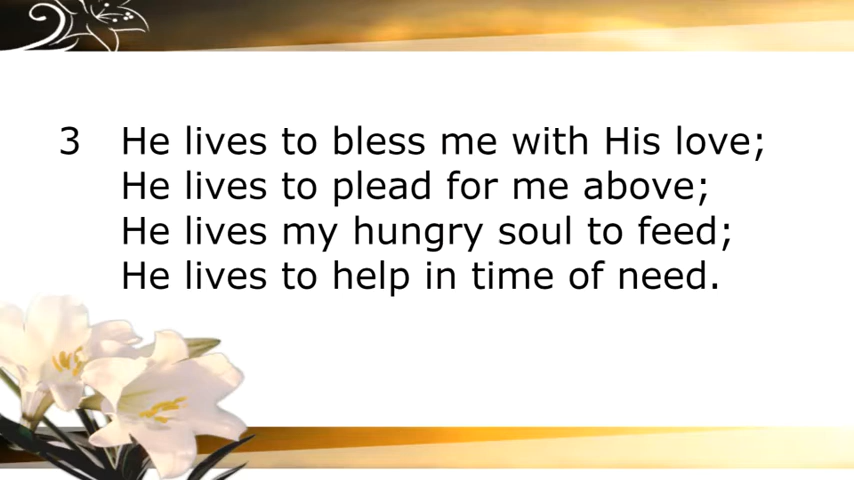 3 He lives to bless me with His love;
He lives to plead for me above;
He lives my hungry soul to feed;
He lives to help in time of need.